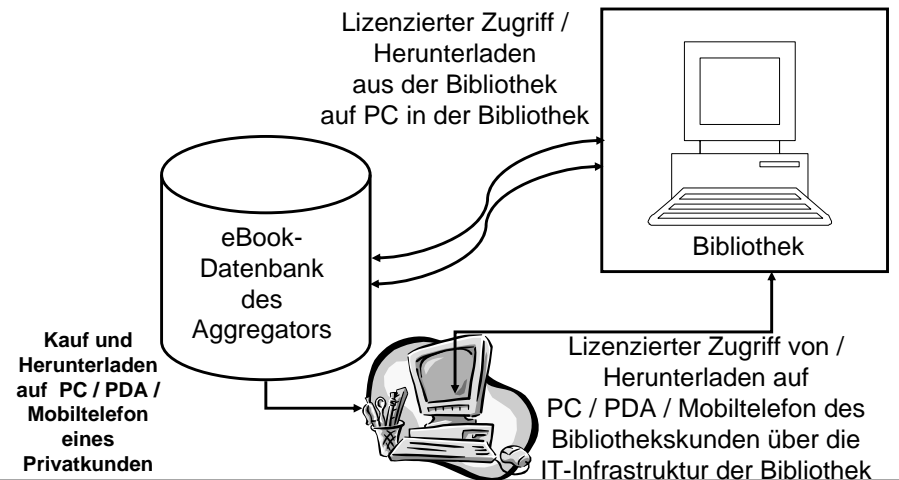 Lizenzierter Zugriff /
Herunterladen
aus der Bibliothek
auf PC in der Bibliothek
Bibliothek
eBook-
Datenbank
des
Aggregators
Kauf und
Herunterladen
auf PC / PDA /
Mobiltelefon
eines
Privatkunden
Lizenzierter Zugriff von /
Herunterladen auf
PC / PDA / Mobiltelefon des
Bibliothekskunden über die
IT-Infrastruktur der Bibliothek